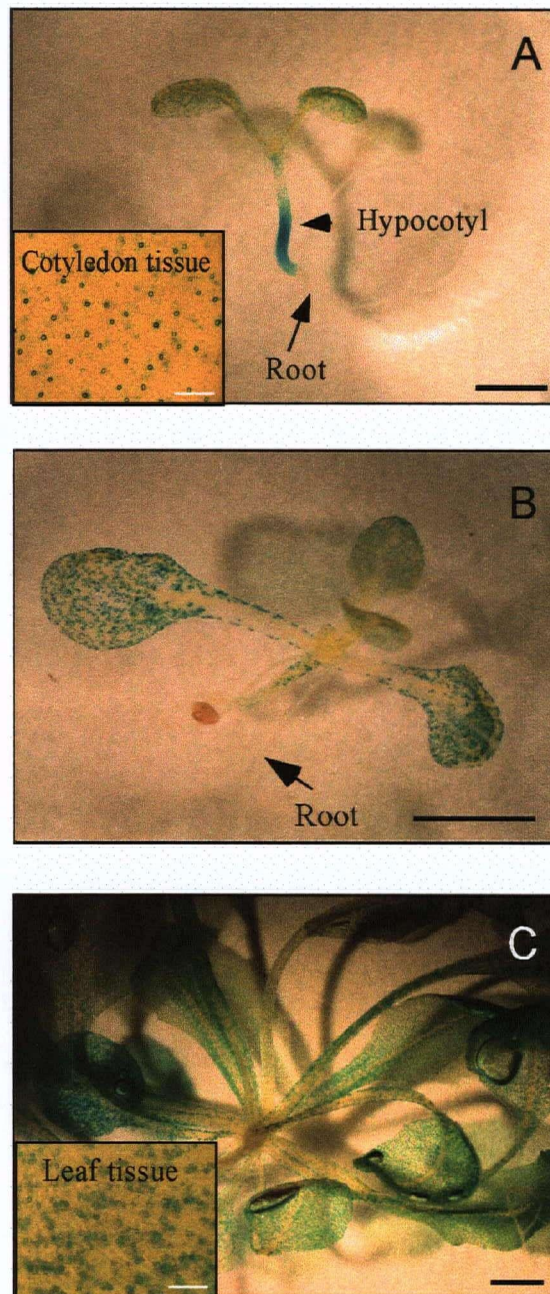 A
Hypocotyl
Cotyledon tissue
Root
B
Root
C
Leaf tissue